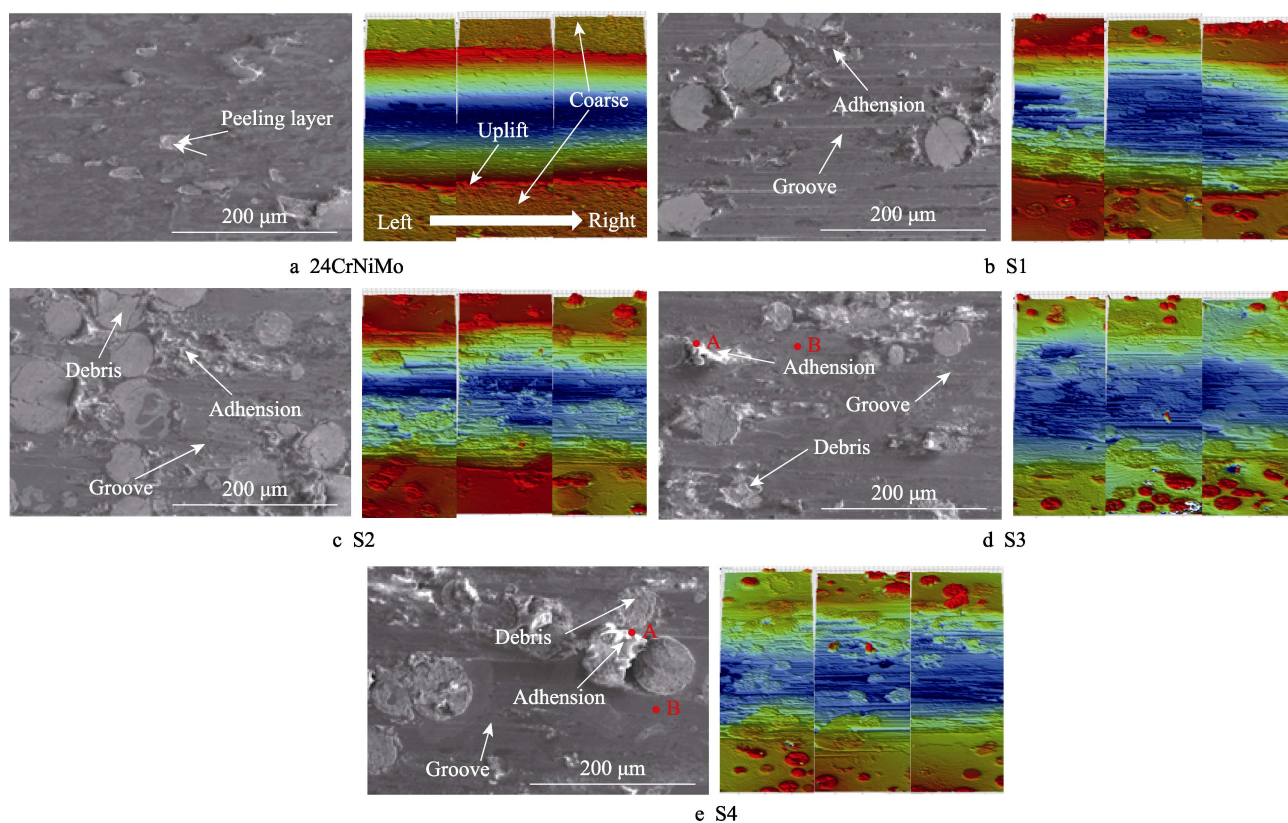 Peeling layer
200 μm
Coarse
Uplift
Left
Right
a 24CrNiMo
Adhension
Groove
200 μm
b S1
Debris
Adhension
Groove
200 μm
c S2
A
B
Adhension
Groove
Debris
200 μm
d S3
Debris
A
Adhension
B
Groove
200 μm
e S4